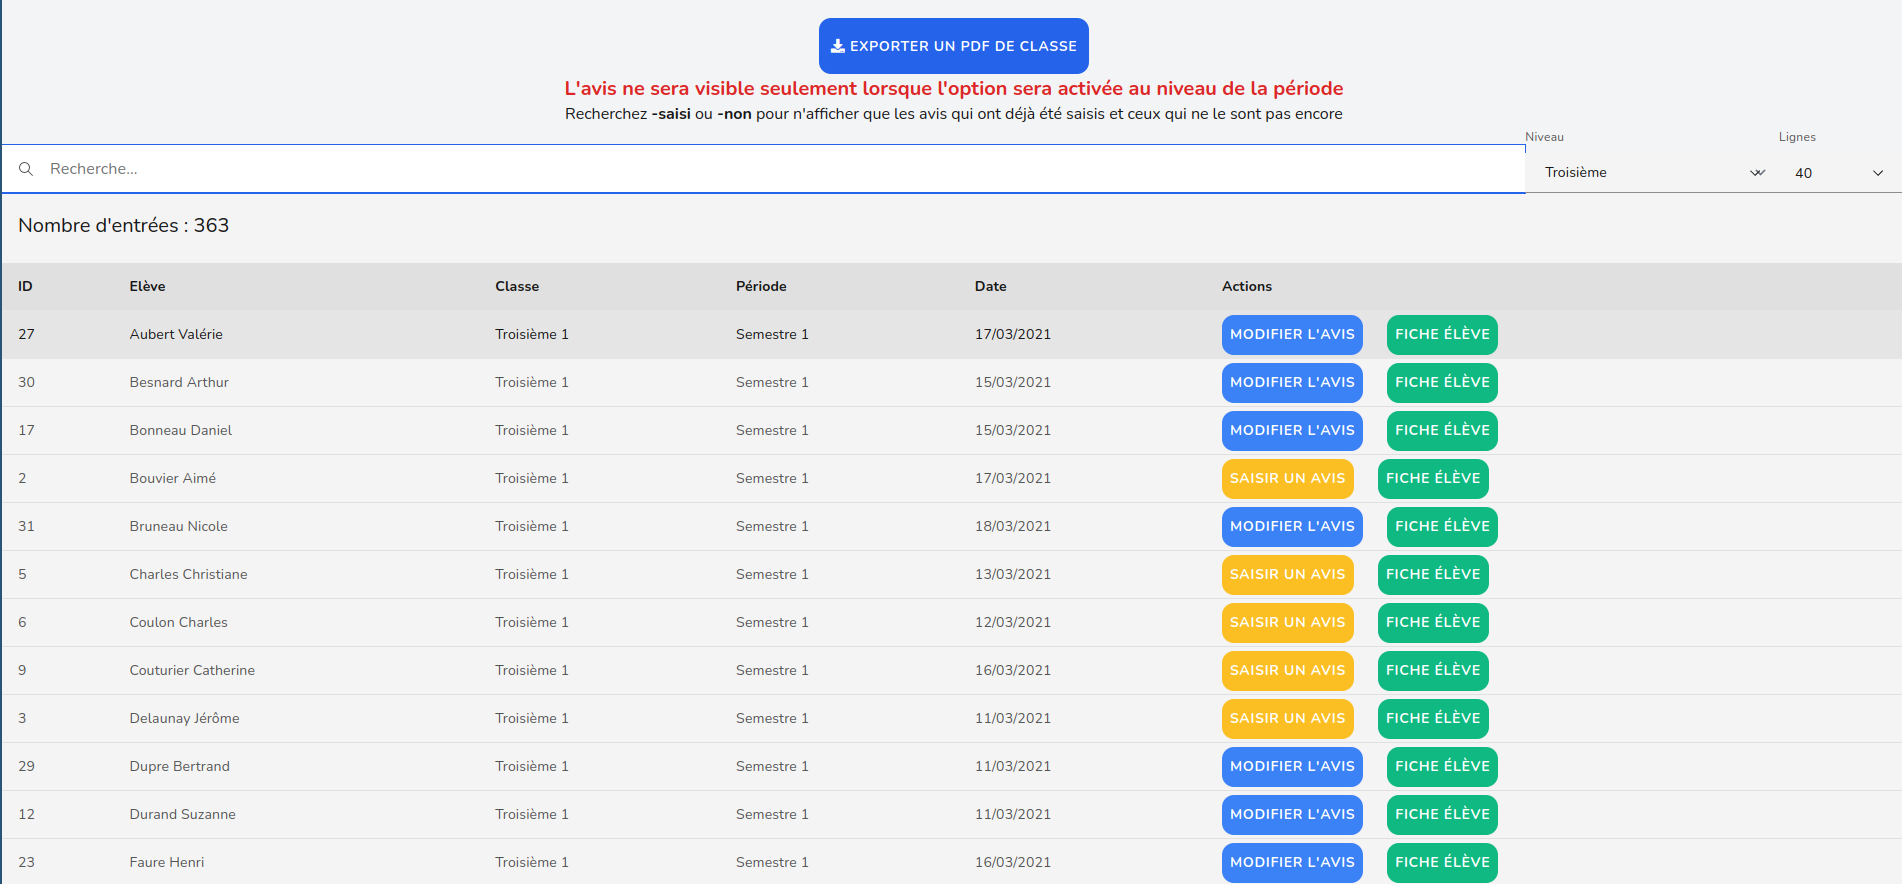 EXPORTER UN PDF DE CLASSE
L'avis ne sera visible seulement lorsque l'option sera activée au niveau de la période
Recherchez -saisi ou -non pour n'afficher que les avis qui ont déjà été saisis et ceux qui ne le sont pas encore
Niveau Lignes
Recherche... Troisième 40
Nombre d'entrées : 363
ID Elève Classe Période Date Actions
27 Aubert Valérie Troisième 1 Semestre 1 17/03/2021 MODIFIER L'AVIS FICHE ÉLÈVE
30 Besnard Arthur Troisième 1 Semestre 1 15/03/2021 MODIFIER L'AVIS FICHE ÉLÈVE
17 Bonneau Daniel Troisième 1 Semestre 1 15/03/2021 MODIFIER L'AVIS FICHE ÉLÈVE
2 Bouvier Aimé Troisième 1 Semestre 1 17/03/2021 SAISIR UN AVIS FICHE ÉLÈVE
31 Bruneau Nicole Troisième 1 Semestre 1 18/03/2021 MODIFIER L'AVIS FICHE ÉLÈVE
5 Charles Christiane Troisième 1 Semestre 1 13/03/2021 SAISIR UN AVIS FICHE ÉLÈVE
6 Coulon Charles Troisième 1 Semestre 1 12/03/2021 SAISIR UN AVIS FICHE ÉLÈVE
9 Couturier Catherine Troisième 1 Semestre 1 16/03/2021 SAISIR UN AVIS FICHE ÉLÈVE
3 Delaunay Jérôme Troisième 1 Semestre 1 11/03/2021 SAISIR UN AVIS FICHE ÉLÈVE
29 Dupre Bertrand Troisième 1 Semestre 1 11/03/2021 MODIFIER L'AVIS FICHE ÉLÈVE
12 Durand Suzanne Troisième 1 Semestre 1 11/03/2021 MODIFIER L'AVIS FICHE ÉLÈVE
23 Faure Henri Troisième 1 Semestre 1 16/03/2021 MODIFIER L'AVIS FICHE ÉLÈVE